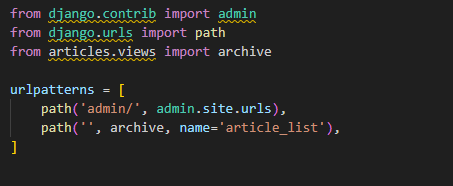 from django.contrib import admin
from django.urls import path
from articles.views import archive

urlpatterns = [
    path('admin/', admin.site.urls),
    path('', archive, name='article_list'),
]